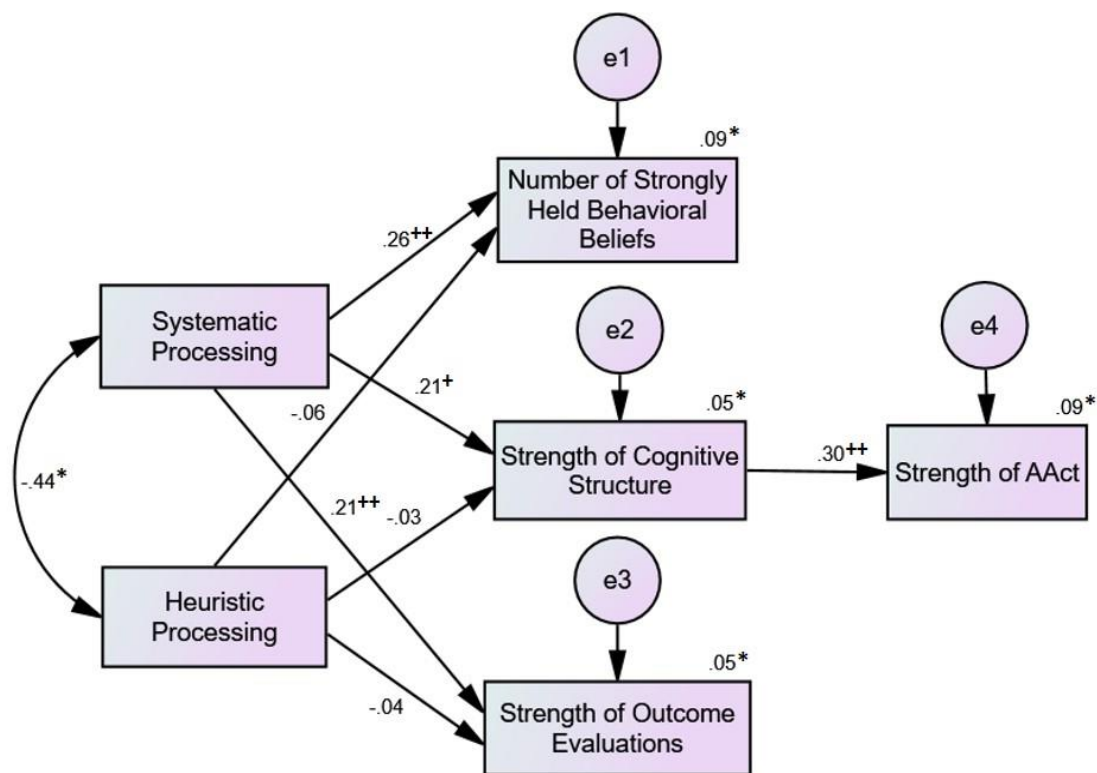 e1
.09*
Number of Strongly
Held Behavioral
Beliefs
.26++
Systematic
Processing
e2
e4
.21+
.05*
.09*
-.06
Strength of Cognitive
Structure
.30++
Strength of AAct
-.44*
.21++
-.03
e3
Heuristic
Processing
.05*
-.04
Strength of Outcome
Evaluations